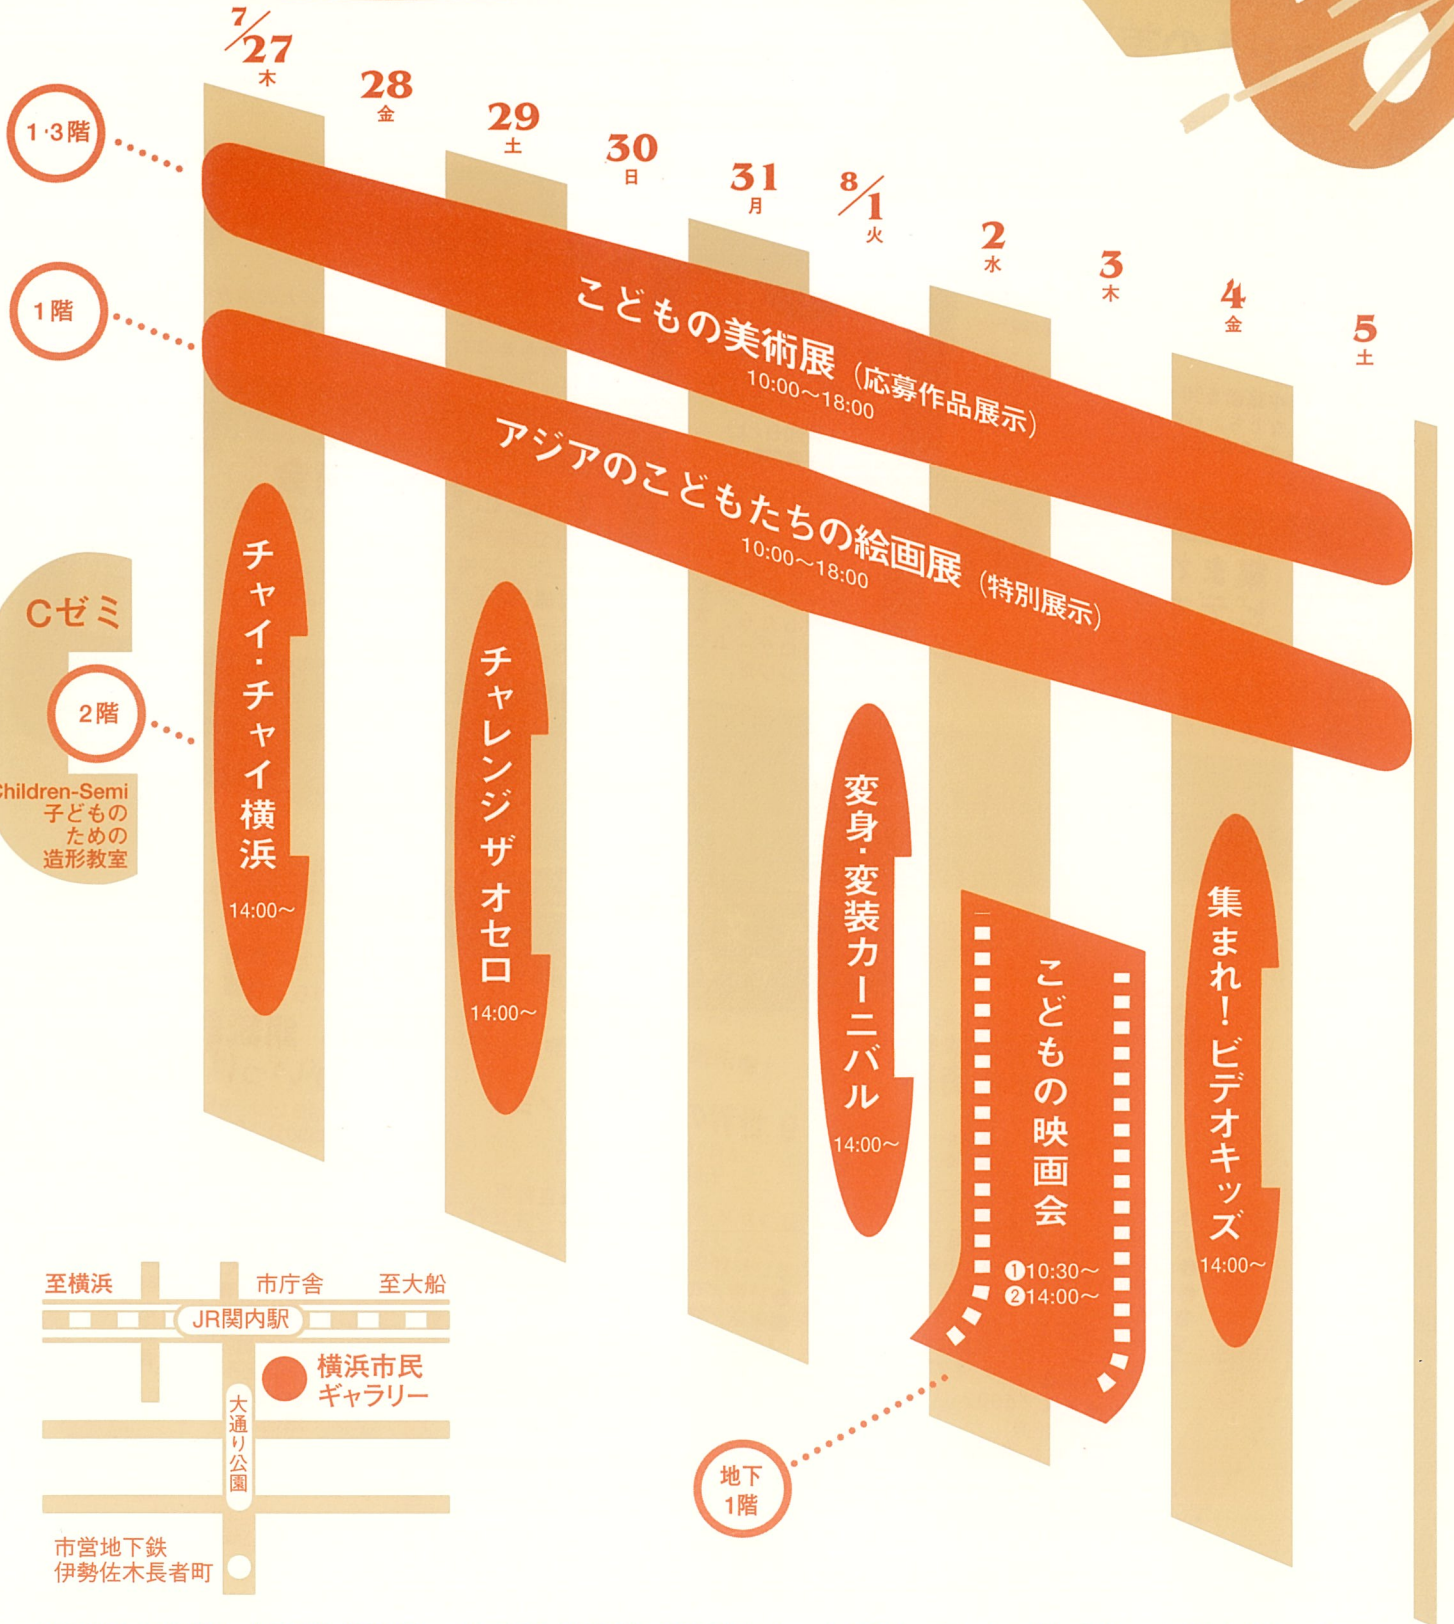 7/27
木
28
金
29
土
30
日
31
月
8/1
火
2
水
3
木
4
金
5
土
1·3階
こどもの美術展（応募作品展示）
10:00〜18:00
1階
アジアのこどもたちの絵画展（特別展示）
10:00〜18:00
Cゼミ
2階
Children-Semi
子どもの
ための
造形教室
チャイ・チャイ横浜
14:00〜
チャレンジ ザ オセロ
14:00〜
変身・変装カーニバル
14:00〜
こどもの映画会
❶10:30〜
❷14:00〜
集まれ！ビデオキッズ
14:00〜
地下
1階
至横浜
市庁舎
至大船
JR関内駅
横浜市民
ギャラリー
大通り公園
市営地下鉄
伊勢佐木長者町